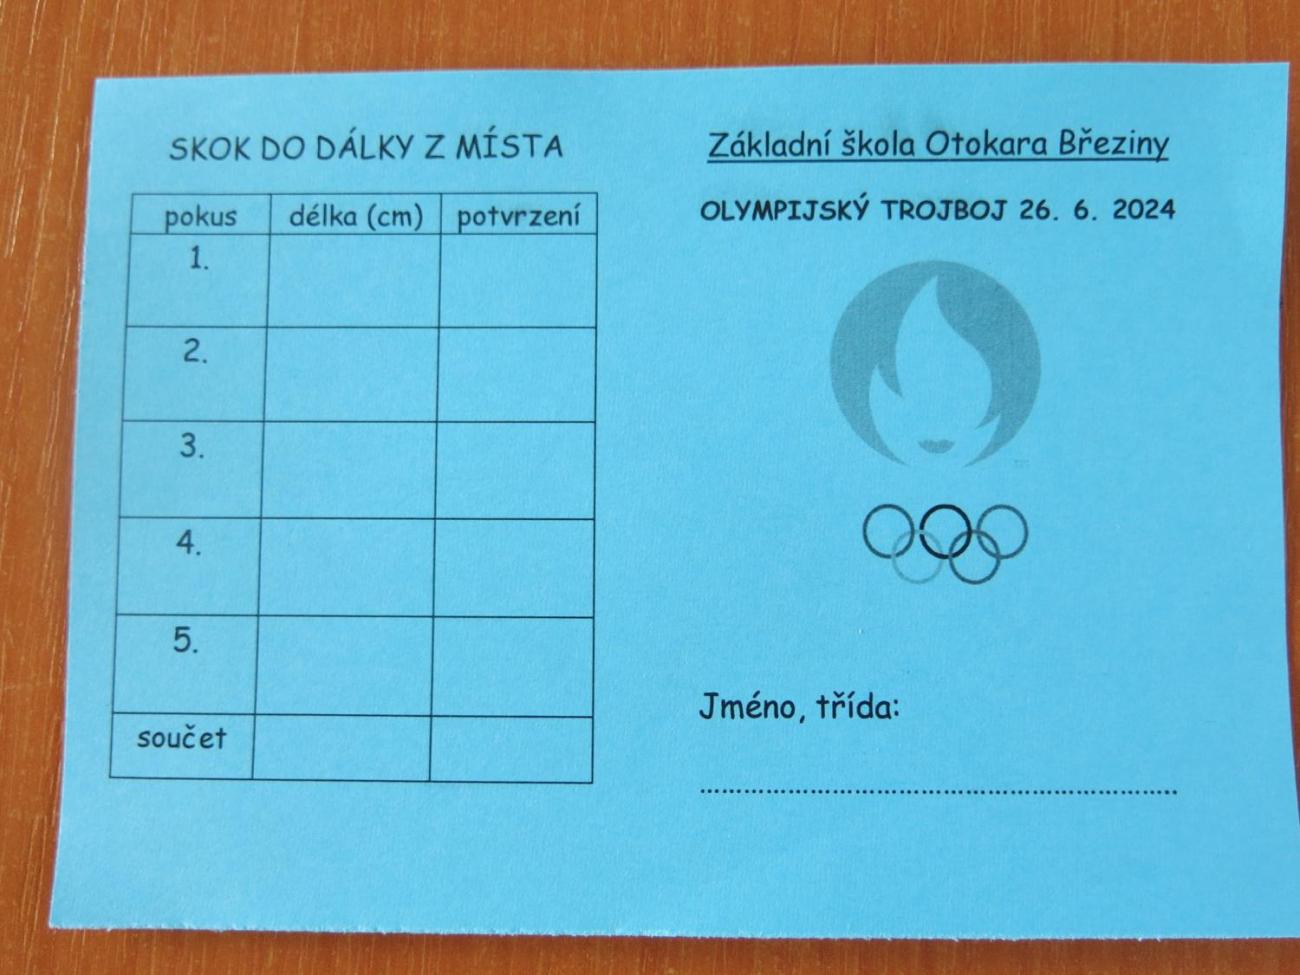 SKOK DO DÁLKY Z MÍSTA
pokus délka (cm) potvrzení
1.
2.
3.
4.
5.
součet
Základní škola Otokara Březiny
OLYMPIJSKÝ TROJBOJ 26. 6. 2024
Jméno, třída: